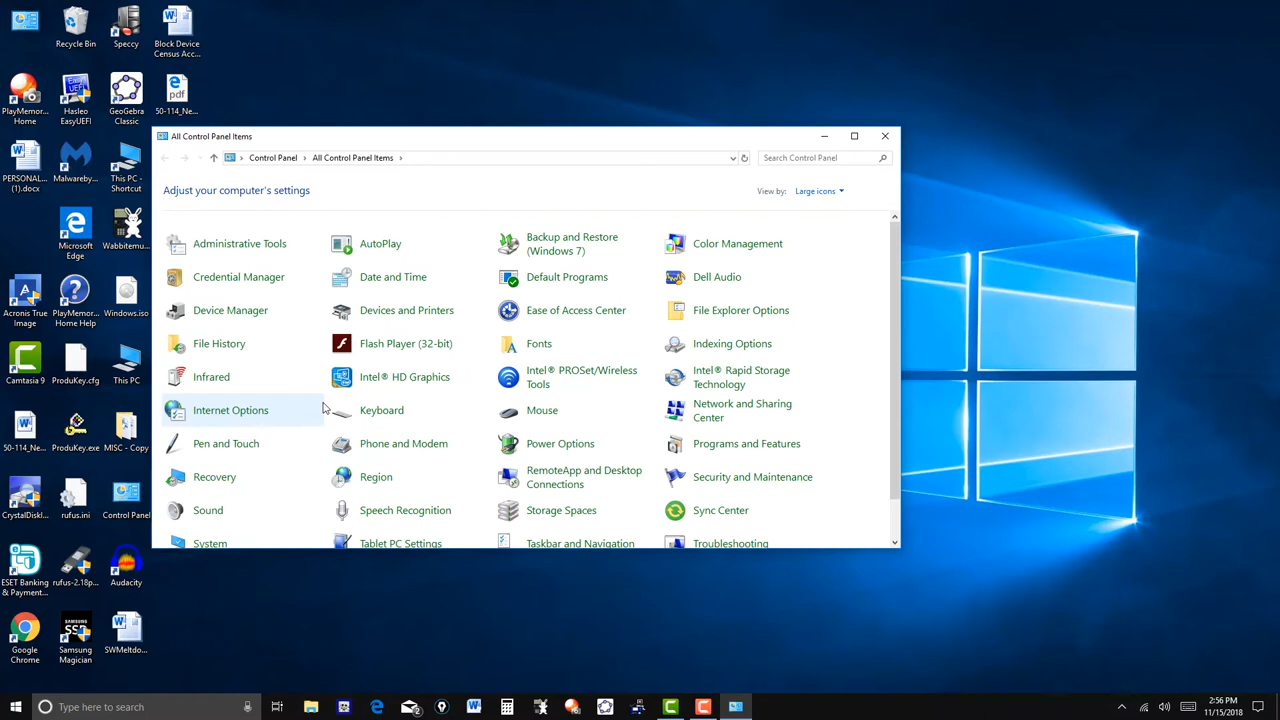 Recycle Bin
Speccy
Block Device
Census Acc...
PlayMemor...
Home
Hasleo
EasyUEFI
GeoGebra
Classic
50-114_Ne...
PERSONAL...
(1).docx
Malwareby...
This PC -
Shortcut
Microsoft
Edge
Wabbitemu...
Acronis True
Image
PlayMemor...
Home Help
Windows.iso
Camtasia 9
ProduKey.cfg
This PC
50-114_Ne...
ProduKey.exe
MISC - Copy
CrystalDiskI...
rufus.ini
Control Panel
ESET Banking
& Payment...
rufus-2.18p...
Audacity
Google
Chrome
Samsung
Magician
SWMeltdo...
All Control Panel Items
Control Panel
All Control Panel Items
Search Control Panel
Adjust your computer's settings
View by:
Large icons
Administrative Tools
AutoPlay
Backup and Restore
(Windows 7)
Color Management
Credential Manager
Date and Time
Default Programs
Dell Audio
Device Manager
Devices and Printers
Ease of Access Center
File Explorer Options
File History
Flash Player (32-bit)
Fonts
Indexing Options
Infrared
Intel® HD Graphics
Intel® PROSet/Wireless
Tools
Intel® Rapid Storage
Technology
Internet Options
Keyboard
Mouse
Network and Sharing
Center
Pen and Touch
Phone and Modem
Power Options
Programs and Features
Recovery
Region
RemoteApp and Desktop
Connections
Security and Maintenance
Sound
Speech Recognition
Storage Spaces
Sync Center
System
Tablet PC Settings
Taskbar and Navigation
Troubleshooting
Type here to search
2:56 PM
11/15/2018